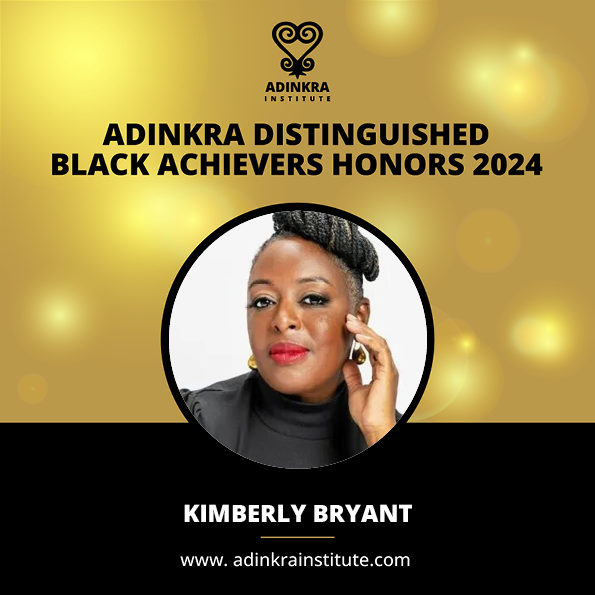 ADINKRA
INSTITUTE
ADINKRA DISTINGUISHED
BLACK ACHIEVERS HONORS 2024
KIMBERLY BRYANT
www. adinkrainstitute.com